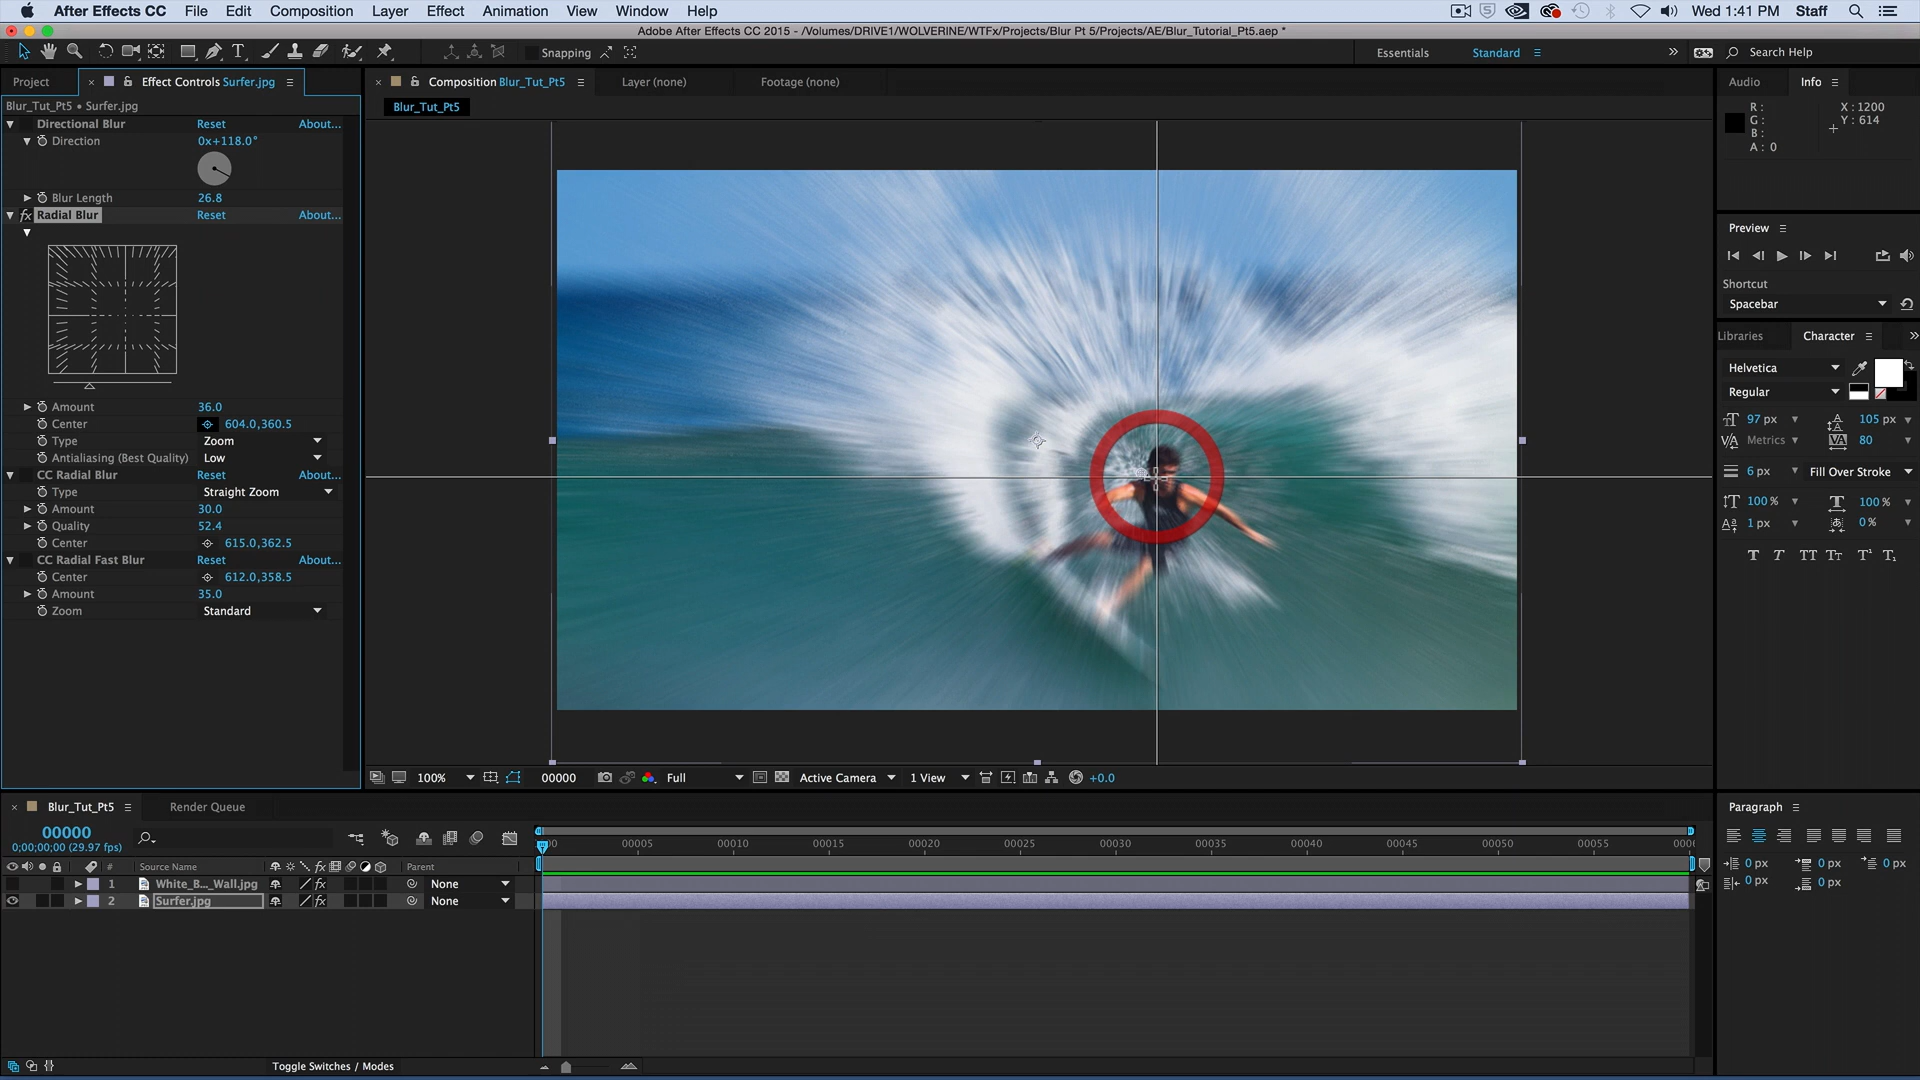 After Effects CC File Edit Composition Layer Effect Animation View Window Help Wed 1:41 PM Staff
Adobe After Effects CC 2015 - /Volumes/DRIVE1/WOLVERINE/WTFx/Projects/Blur Pt 5/Projects/AE/Blur_Tutorial_Pt5.aep *
Snapping Essentials Standard Search Help
Project Effect Controls Surfer.jpg Composition Blur_Tut_Pt5 Layer (none) Footage (none) Audio Info
Blur_Tut_Pt5 • Surfer.jpg Blur_Tut_Pt5
R: X : 1200
G: Y : 614
B:
A : 0
Directional Blur Reset About...
Direction 0x+118.0°
Blur Length 26.8
fx Radial Blur Reset About...
Amount 36.0
Center 604.0,360.5
Type Zoom
Antialiasing (Best Quality) Low
CC Radial Blur Reset About...
Type Straight Zoom
Amount 30.0
Quality 52.4
Center 615.0,362.5
CC Radial Fast Blur Reset About...
Center 612.0,358.5
Amount 35.0
Zoom Standard
Preview
Shortcut
Spacebar
Libraries Character
Helvetica
Regular
97 px 105 px
Metrics 80
6 px Fill Over Stroke
100 % 100 %
1 px 0 %
T T TT Tт T¹ T₁
100% 00000 Full Active Camera 1 View +0.0
Blur_Tut_Pt5 Render Queue
00000
0;00;00;00 (29.97 fps)
# Source Name fx Parent
1 White_B..._Wall.jpg fx None
2 Surfer.jpg fx None
00005 00010 00015 00020 00025 00030 00035 00040 00045 00050 00055
Toggle Switches / Modes
Paragraph
0 px 0 px 0 px
0 px 0 px